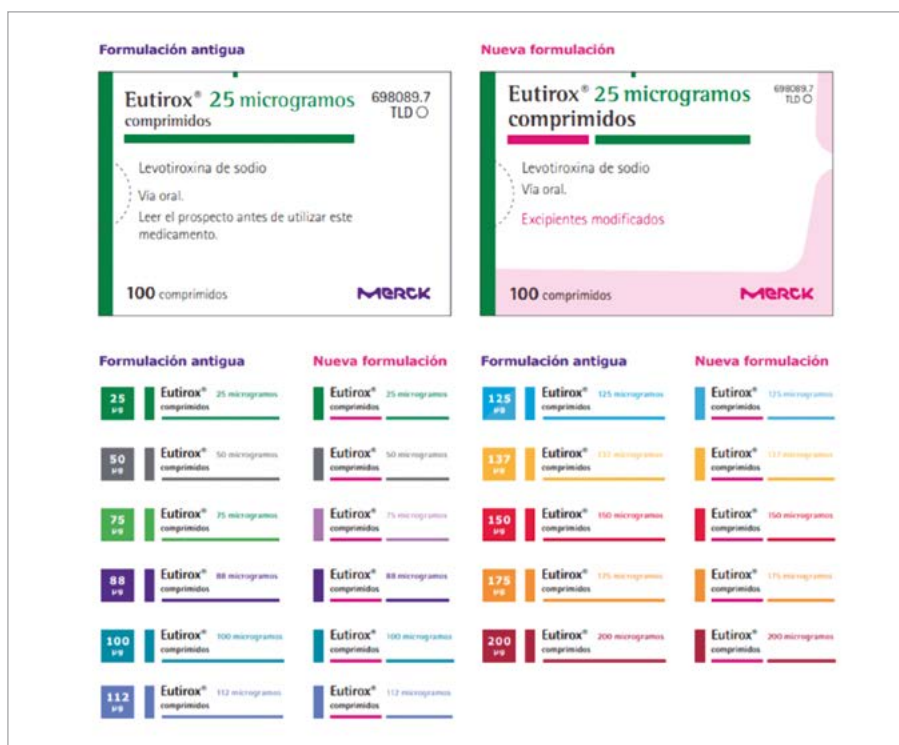 Formulación antigua
Nueva formulación
Eutirox® 25 microgramos
comprimidos
698089.7
TLD
Levotiroxina de sodio
Vía oral.
Leer el prospecto antes de utilizar este
medicamento.
100 comprimidos
MERCK
Eutirox® 25 microgramos
comprimidos
698089.7
TLD
Levotiroxina de sodio
Vía oral.
Excipientes modificados
100 comprimidos
MERCK
Formulación antigua
Nueva formulación
25
µg
Eutirox® 25 microgramos
comprimidos
Eutirox® 25 microgramos
comprimidos
50
µg
Eutirox® 50 microgramos
comprimidos
Eutirox® 50 microgramos
comprimidos
75
µg
Eutirox® 75 microgramos
comprimidos
Eutirox® 75 microgramos
comprimidos
88
µg
Eutirox® 88 microgramos
comprimidos
Eutirox® 88 microgramos
comprimidos
100
µg
Eutirox® 100 microgramos
comprimidos
Eutirox® 100 microgramos
comprimidos
112
µg
Eutirox® 112 microgramos
comprimidos
Eutirox® 112 microgramos
comprimidos
Formulación antigua
Nueva formulación
125
µg
Eutirox® 125 microgramos
comprimidos
Eutirox® 125 microgramos
comprimidos
137
µg
Eutirox® 137 microgramos
comprimidos
Eutirox® 137 microgramos
comprimidos
150
µg
Eutirox® 150 microgramos
comprimidos
Eutirox® 150 microgramos
comprimidos
175
µg
Eutirox® 175 microgramos
comprimidos
Eutirox® 175 microgramos
comprimidos
200
µg
Eutirox® 200 microgramos
comprimidos
Eutirox® 200 microgramos
comprimidos